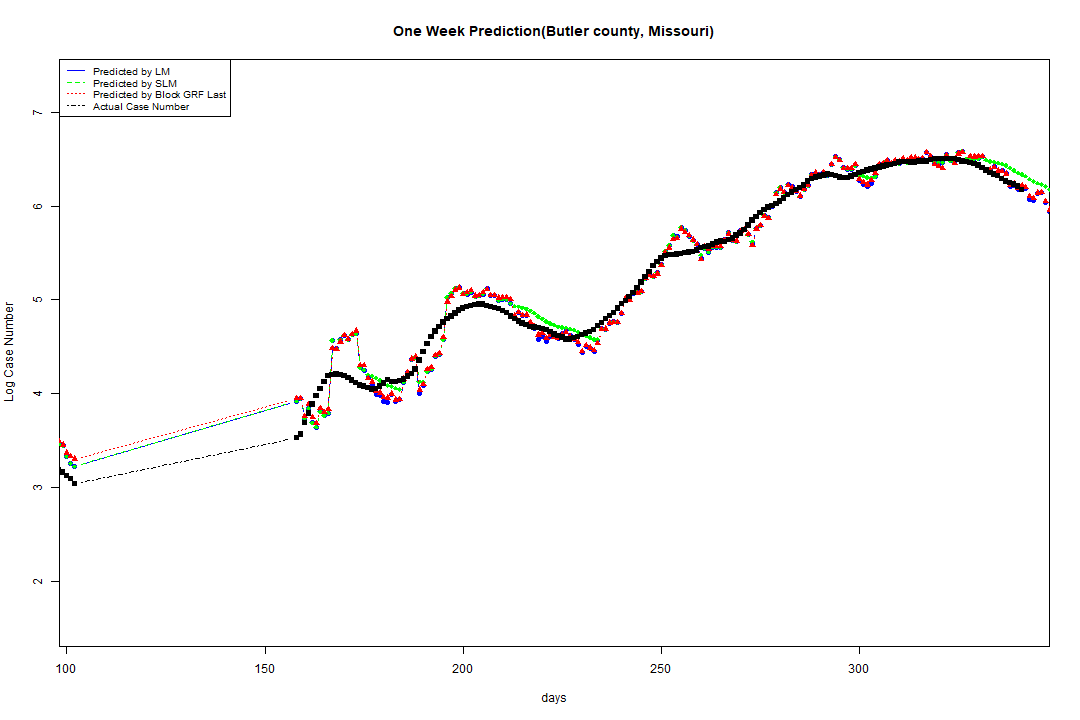 One Week Prediction(Butler county, Missouri)
Predicted by LM
Predicted by SLM
Predicted by Block GRF Last
Actual Case Number
7
6
5
4
3
2
Log Case Number
100 150 200 250 300
days